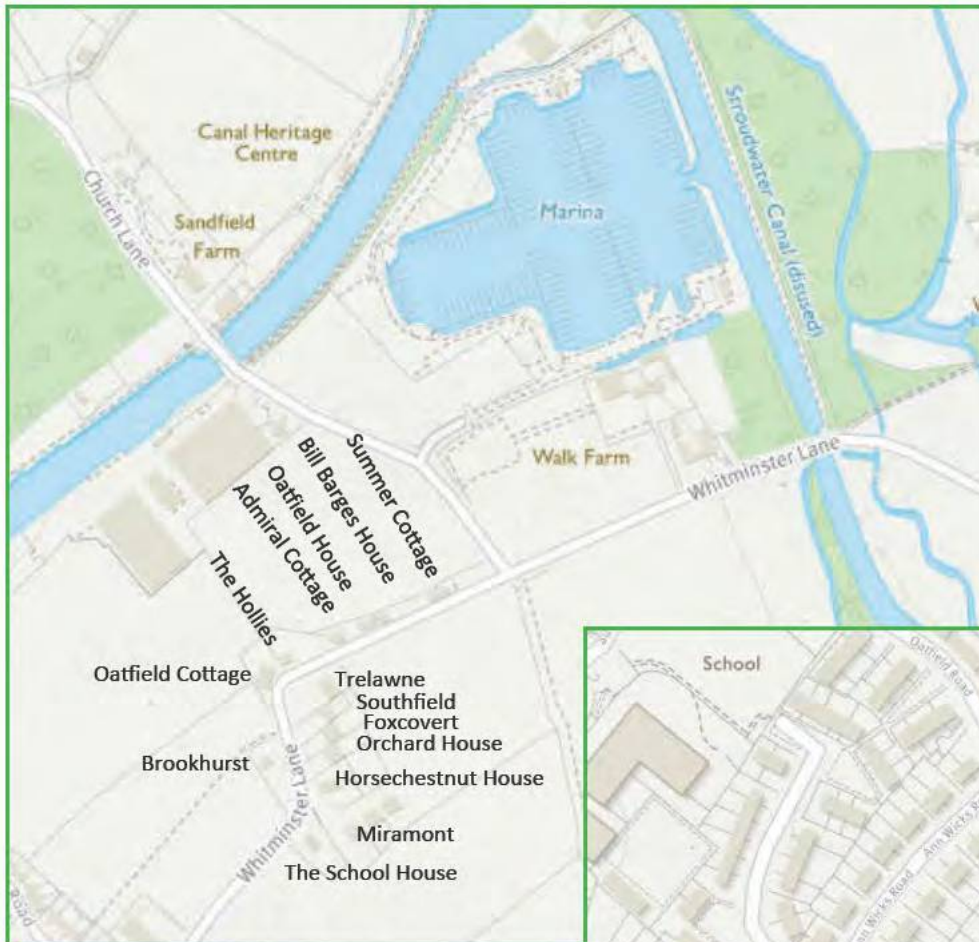 Canal Heritage
Centre
Church Lane
Sandfield
Farm
Marina
Stroudwater Canal (disused)
Walk Farm
Whitminster Lane
Summer Cottage
Bill Barges House
Oatfield House
Admiral Cottage
The Hollies
Oatfield Cottage
Trelawne
Southfield
Foxcovert
Orchard House
Brookhurst
Horsechestnut House
Whitminster Lane
Miramont
The School House
School
Oatfield Road
Ann Wicks Road